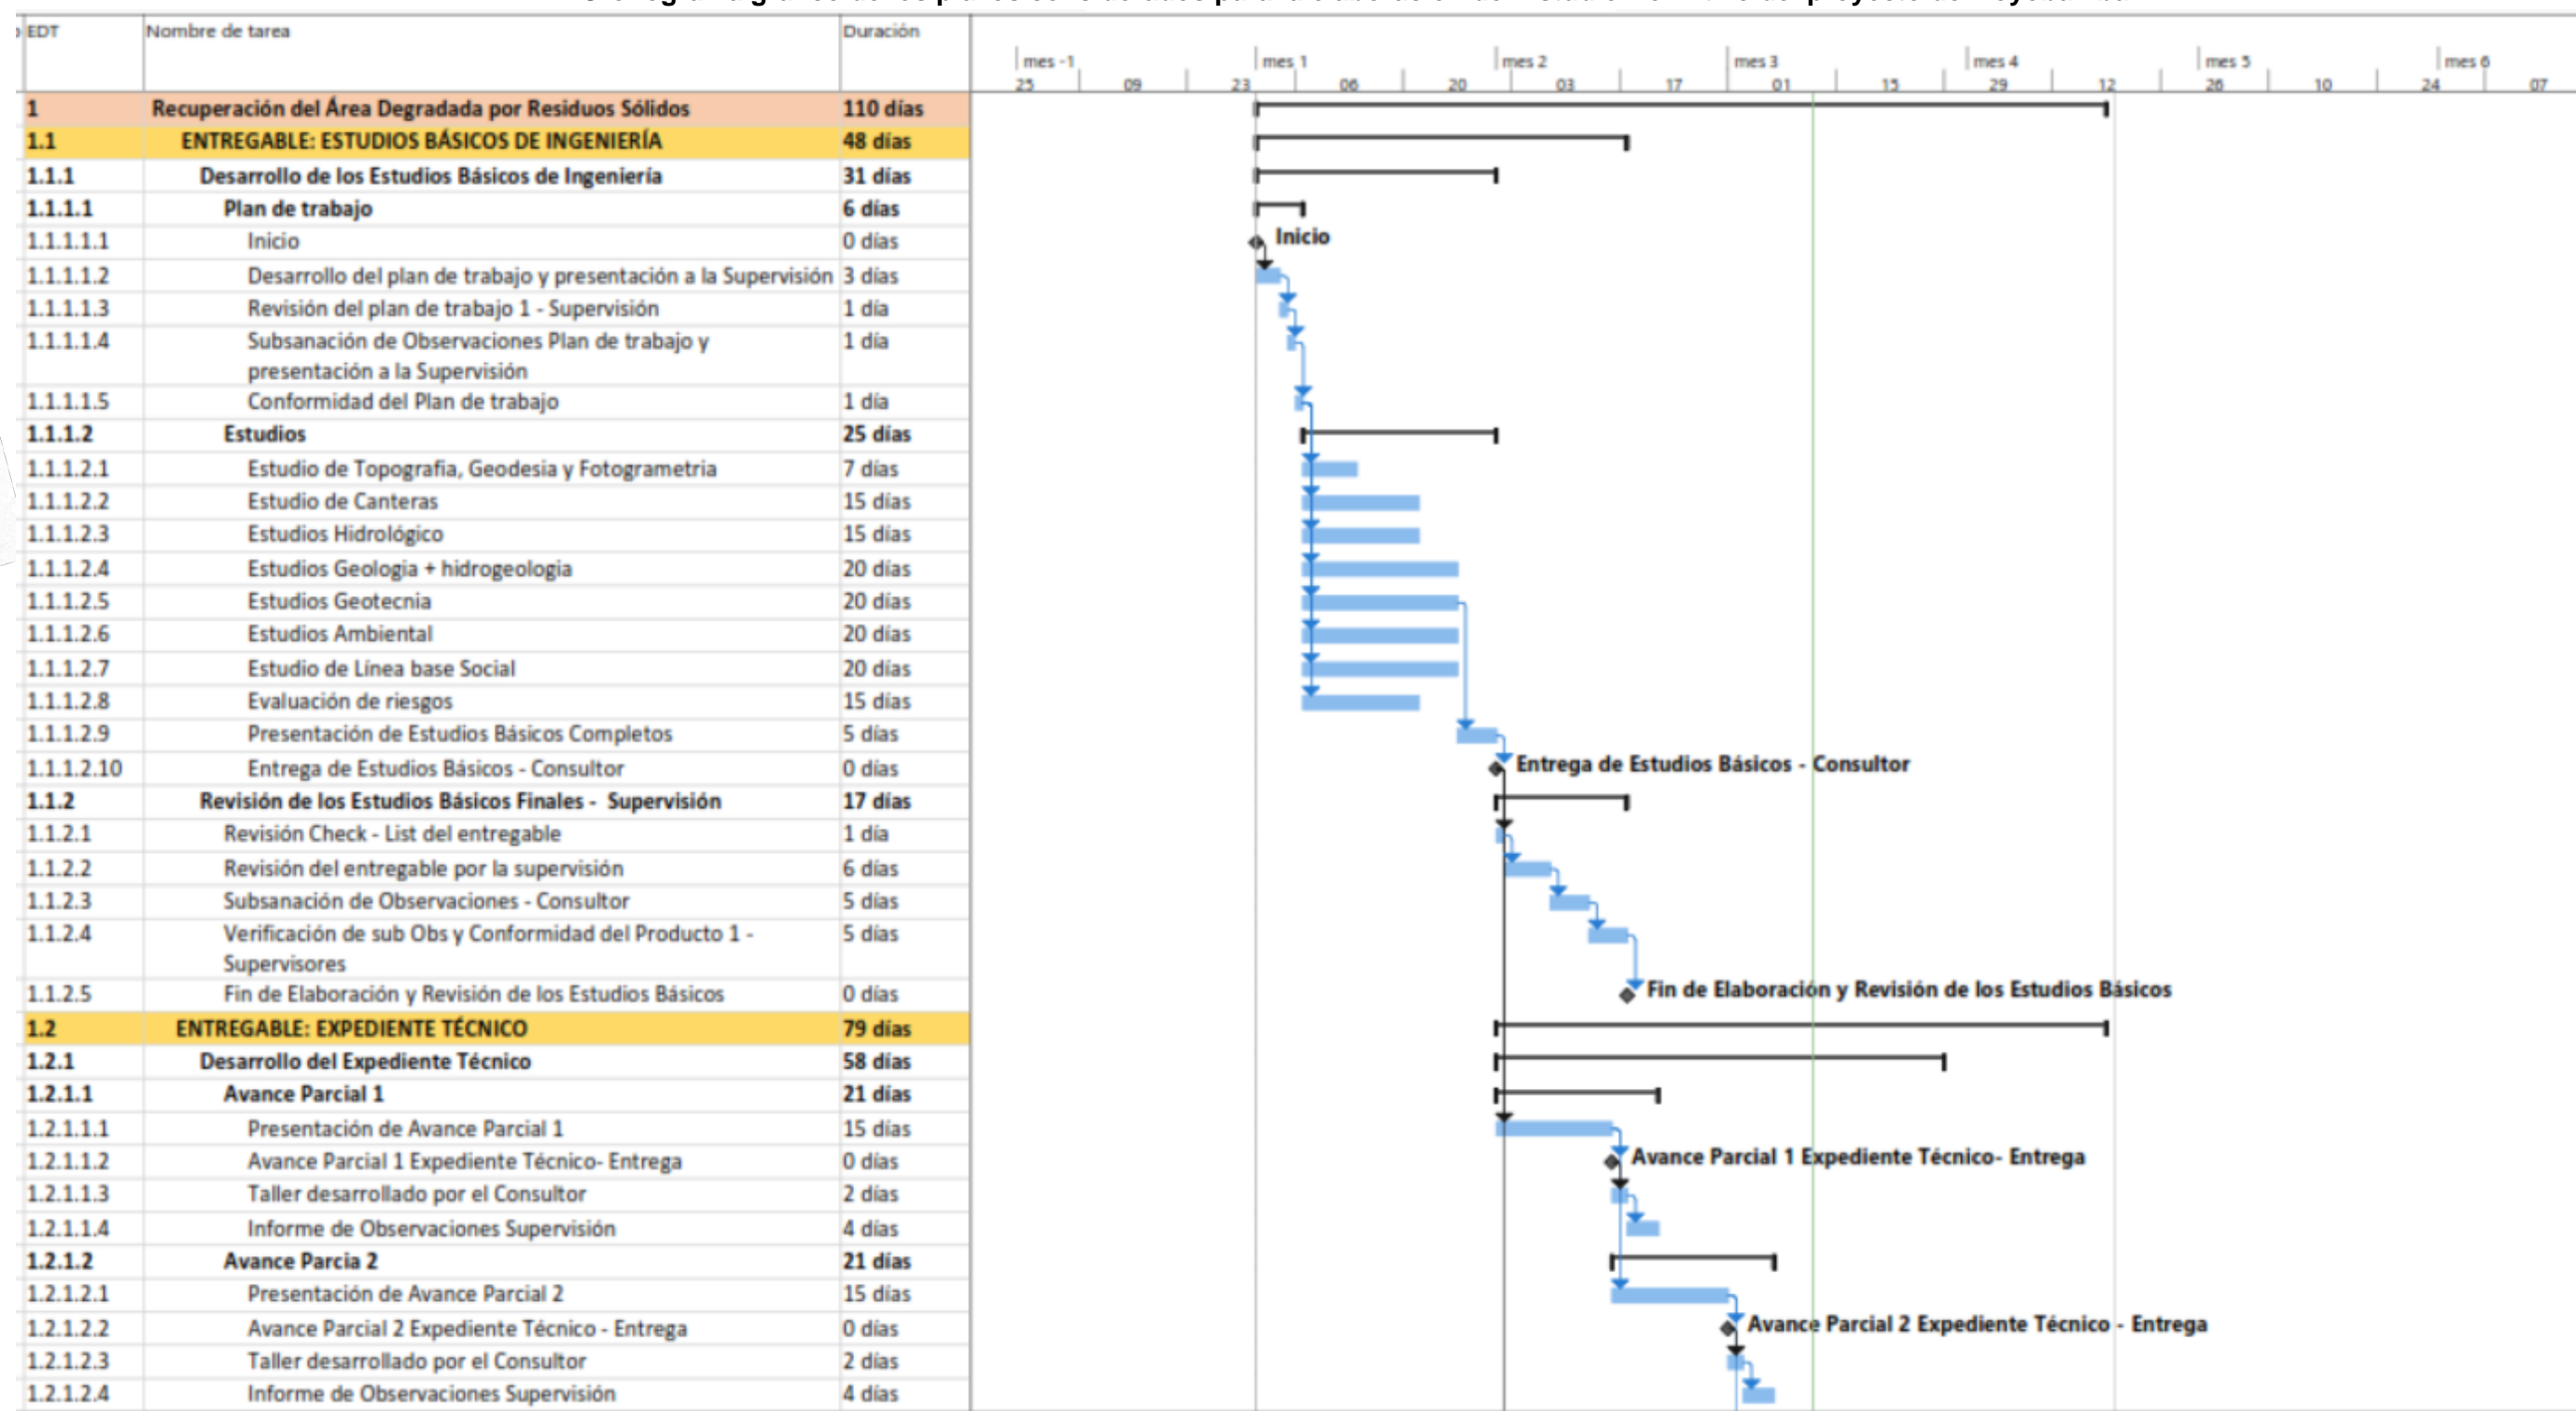 EDT Nombre de tarea Duración
mes -1 mes 1 mes 2 mes 3 mes 4 mes 5 mes 6
25 09 23 06 20 03 17 01 15 29 12 26 10 24 07
1 Recuperación del Área Degradada por Residuos Sólidos 110 días
1.1 ENTREGABLE: ESTUDIOS BÁSICOS DE INGENIERÍA 48 días
1.1.1 Desarrollo de los Estudios Básicos de Ingeniería 31 días
1.1.1.1 Plan de trabajo 6 días
1.1.1.1.1 Inicio 0 días Inicio
1.1.1.1.2 Desarrollo del plan de trabajo y presentación a la Supervisión 3 días
1.1.1.1.3 Revisión del plan de trabajo 1 - Supervisión 1 día
1.1.1.1.4 Subsanación de Observaciones Plan de trabajo y 1 día
presentación a la Supervisión
1.1.1.1.5 Conformidad del Plan de trabajo 1 día
1.1.1.2 Estudios 25 días
1.1.1.2.1 Estudio de Topografia, Geodesia y Fotogrametria 7 días
1.1.1.2.2 Estudio de Canteras 15 días
1.1.1.2.3 Estudios Hidrológico 15 días
1.1.1.2.4 Estudios Geologia + hidrogeologia 20 días
1.1.1.2.5 Estudios Geotecnia 20 días
1.1.1.2.6 Estudios Ambiental 20 días
1.1.1.2.7 Estudio de Línea base Social 20 días
1.1.1.2.8 Evaluación de riesgos 15 días
1.1.1.2.9 Presentación de Estudios Básicos Completos 5 días
1.1.1.2.10 Entrega de Estudios Básicos - Consultor 0 días Entrega de Estudios Básicos - Consultor
1.1.2 Revisión de los Estudios Básicos Finales - Supervisión 17 días
1.1.2.1 Revisión Check - List del entregable 1 día
1.1.2.2 Revisión del entregable por la supervisión 6 días
1.1.2.3 Subsanación de Observaciones - Consultor 5 días
1.1.2.4 Verificación de sub Obs y Conformidad del Producto 1 - 5 días
Supervisores
1.1.2.5 Fin de Elaboración y Revisión de los Estudios Básicos 0 días Fin de Elaboración y Revisión de los Estudios Básicos
1.2 ENTREGABLE: EXPEDIENTE TÉCNICO 79 días
1.2.1 Desarrollo del Expediente Técnico 58 días
1.2.1.1 Avance Parcial 1 21 días
1.2.1.1.1 Presentación de Avance Parcial 1 15 días
1.2.1.1.2 Avance Parcial 1 Expediente Técnico- Entrega 0 días Avance Parcial 1 Expediente Técnico- Entrega
1.2.1.1.3 Taller desarrollado por el Consultor 2 días
1.2.1.1.4 Informe de Observaciones Supervisión 4 días
1.2.1.2 Avance Parcia 2 21 días
1.2.1.2.1 Presentación de Avance Parcial 2 15 días
1.2.1.2.2 Avance Parcial 2 Expediente Técnico - Entrega 0 días Avance Parcial 2 Expediente Técnico - Entrega
1.2.1.2.3 Taller desarrollado por el Consultor 2 días
1.2.1.2.4 Informe de Observaciones Supervisión 4 días